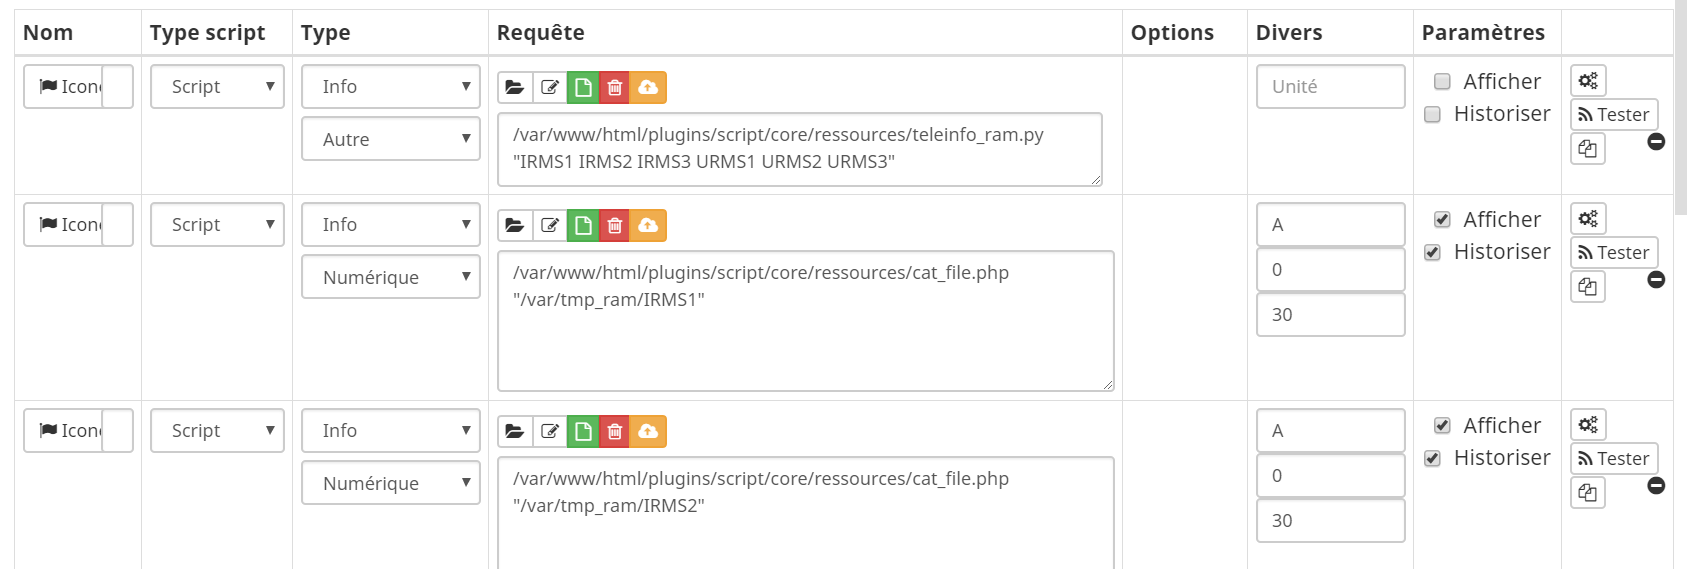 Nom Type script Type Requête Options Divers Paramètres
Icon Script Info Unité Afficher
Historiser Tester
Autre
/var/www/html/plugins/script/core/ressources/teleinfo_ram.py
"IRMS1 IRMS2 IRMS3 URMS1 URMS2 URMS3"
Icon Script Info A Afficher
Historiser Tester
Numérique 0
30
/var/www/html/plugins/script/core/ressources/cat_file.php
"/var/tmp_ram/IRMS1"
Icon Script Info A Afficher
Historiser Tester
Numérique 0
30
/var/www/html/plugins/script/core/ressources/cat_file.php
"/var/tmp_ram/IRMS2"